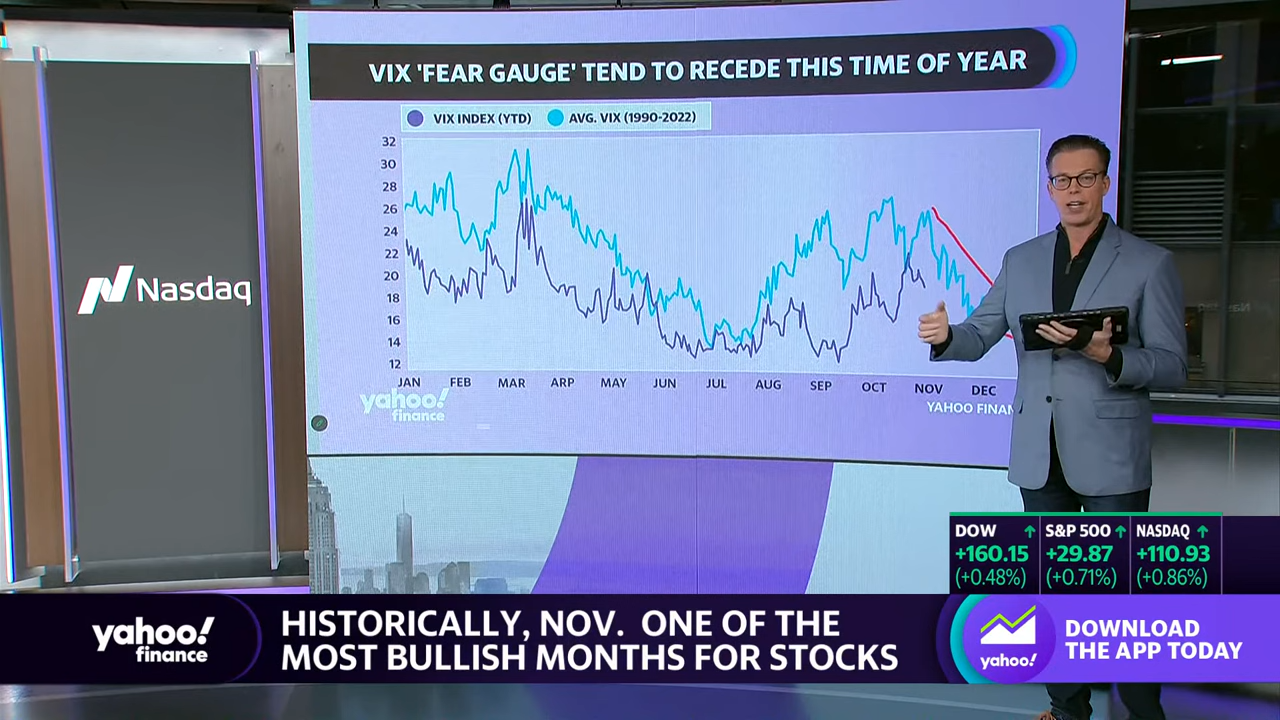 VIX 'FEAR GAUGE' TEND TO RECEDE THIS TIME OF YEAR
VIX INDEX (YTD)
AVG. VIX (1990-2022)
32
30
28
26
24
22
20
18
16
14
12
JAN FEB MAR ARP MAY JUN JUL AUG SEP OCT NOV DEC
yahoo!
finance
YAHOO FINAN
Nasdaq
DOW
+160.15
(+0.48%)
S&P 500
+29.87
(+0.71%)
NASDAQ
+110.93
(+0.86%)
yahoo!
finance
HISTORICALLY, NOV. ONE OF THE
MOST BULLISH MONTHS FOR STOCKS
yahoo!
DOWNLOAD
THE APP TODAY